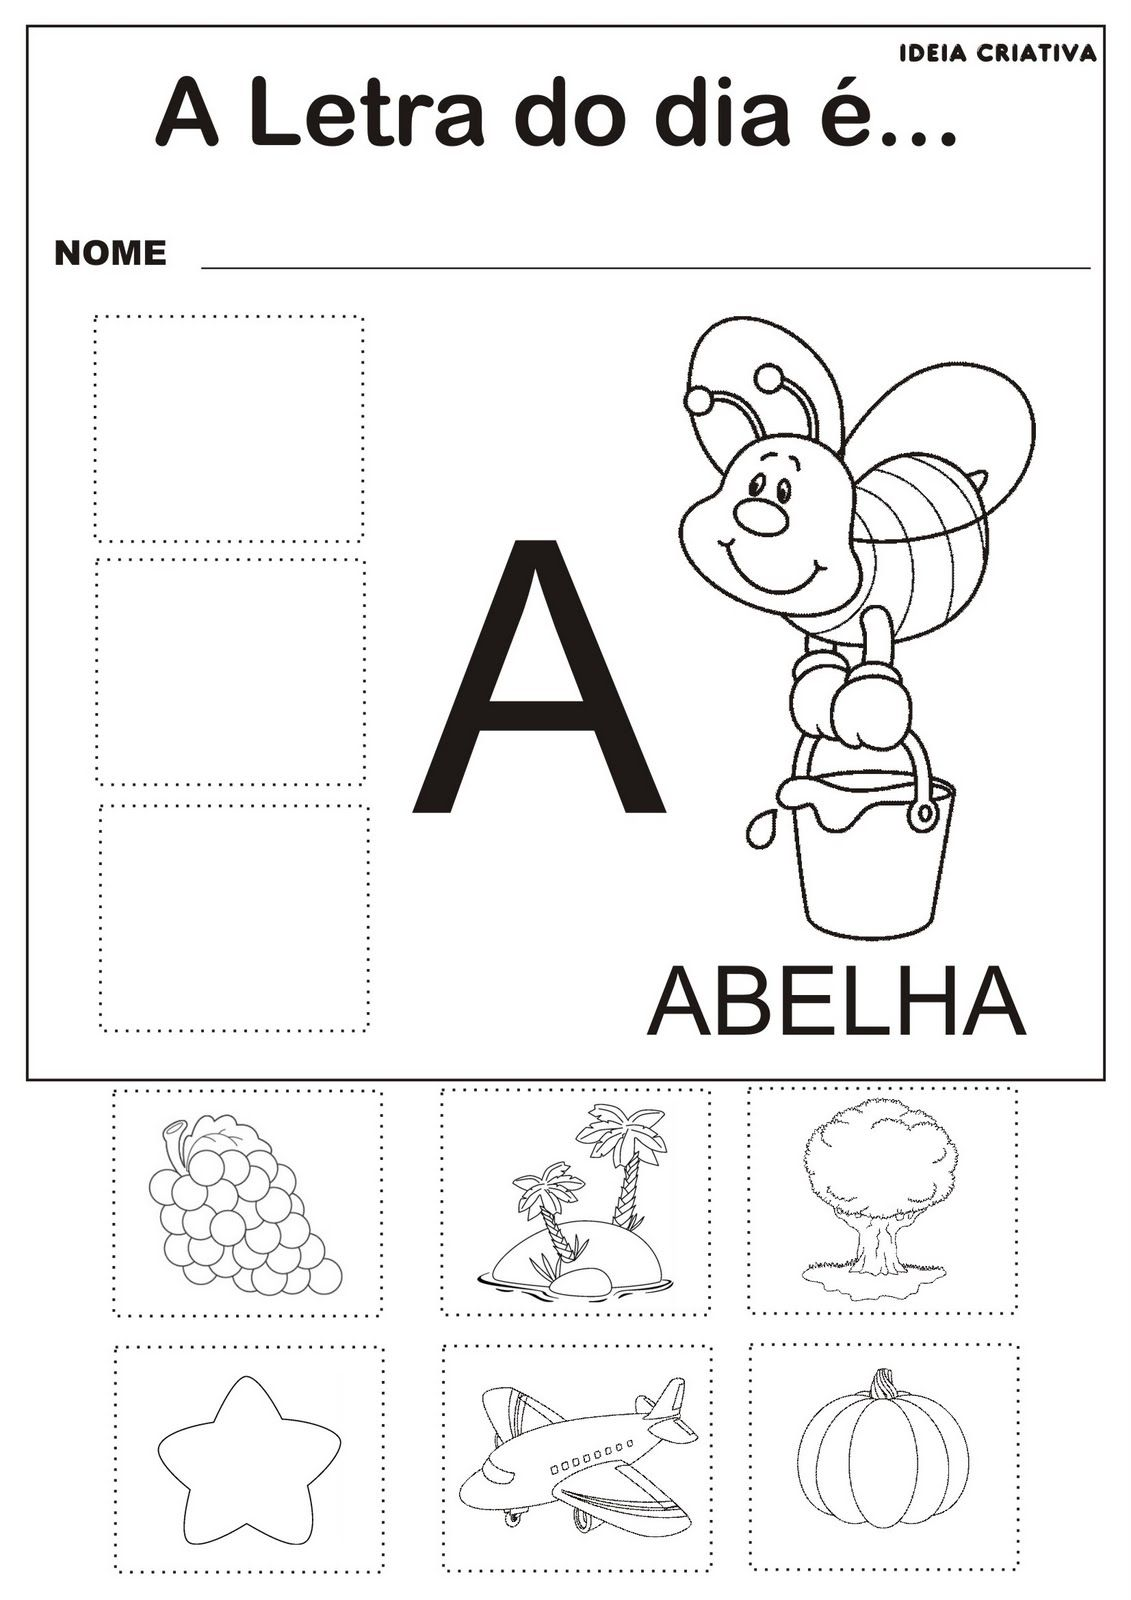 IDEIA CRIATIVA
A Letra do dia é...
NOME
A
ABELHA